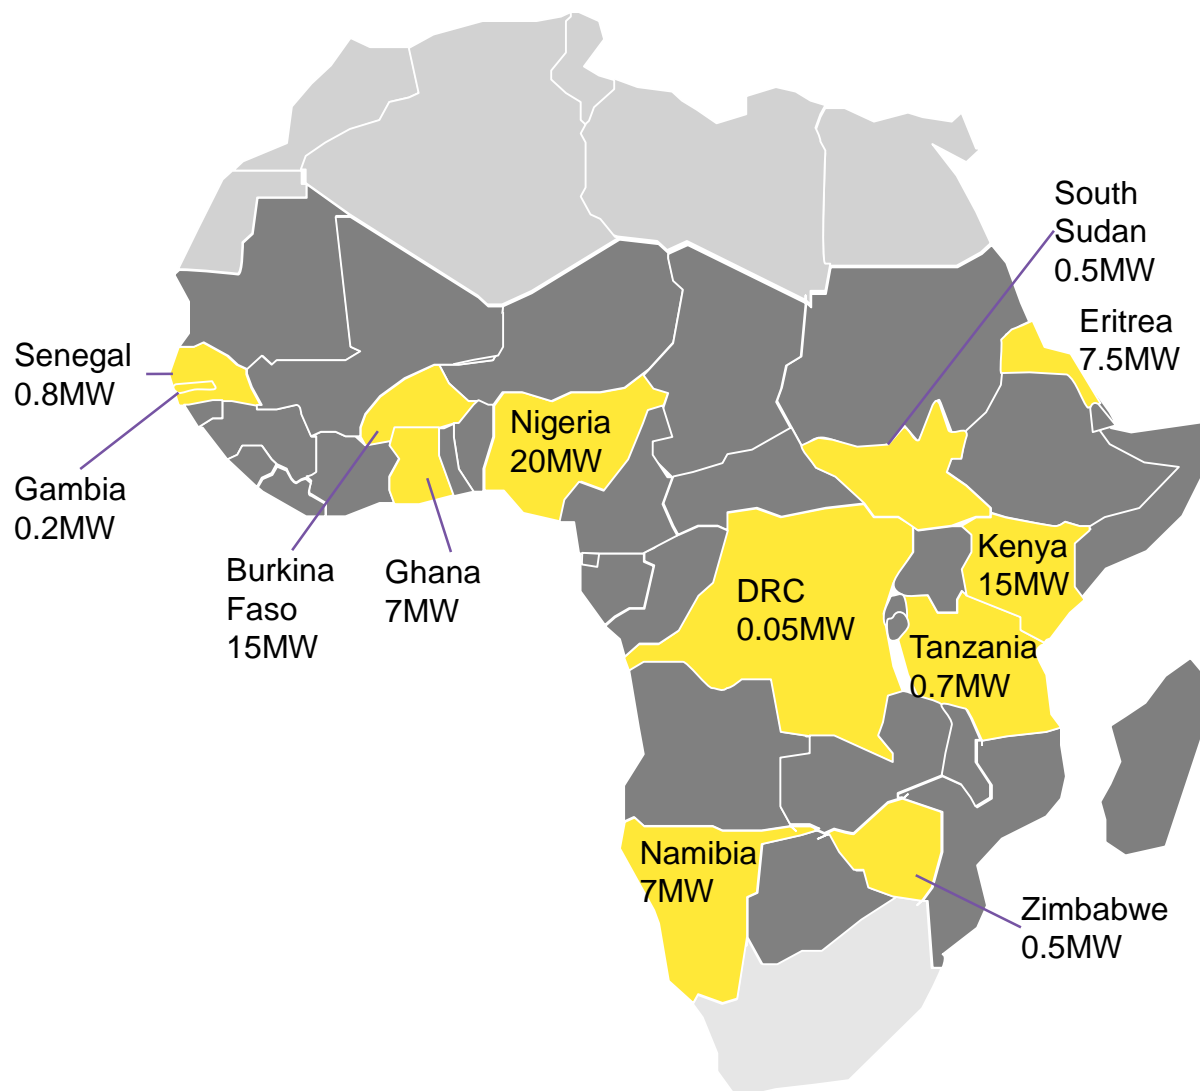 South
Sudan
0.5MW
Eritrea
7.5MW
Senegal
0.8MW
Nigeria
20MW
Gambia
0.2MW
Burkina
Faso
15MW
Ghana
7MW
Kenya
15MW
DRC
0.05MW
Tanzania
0.7MW
Namibia
7MW
Zimbabwe
0.5MW